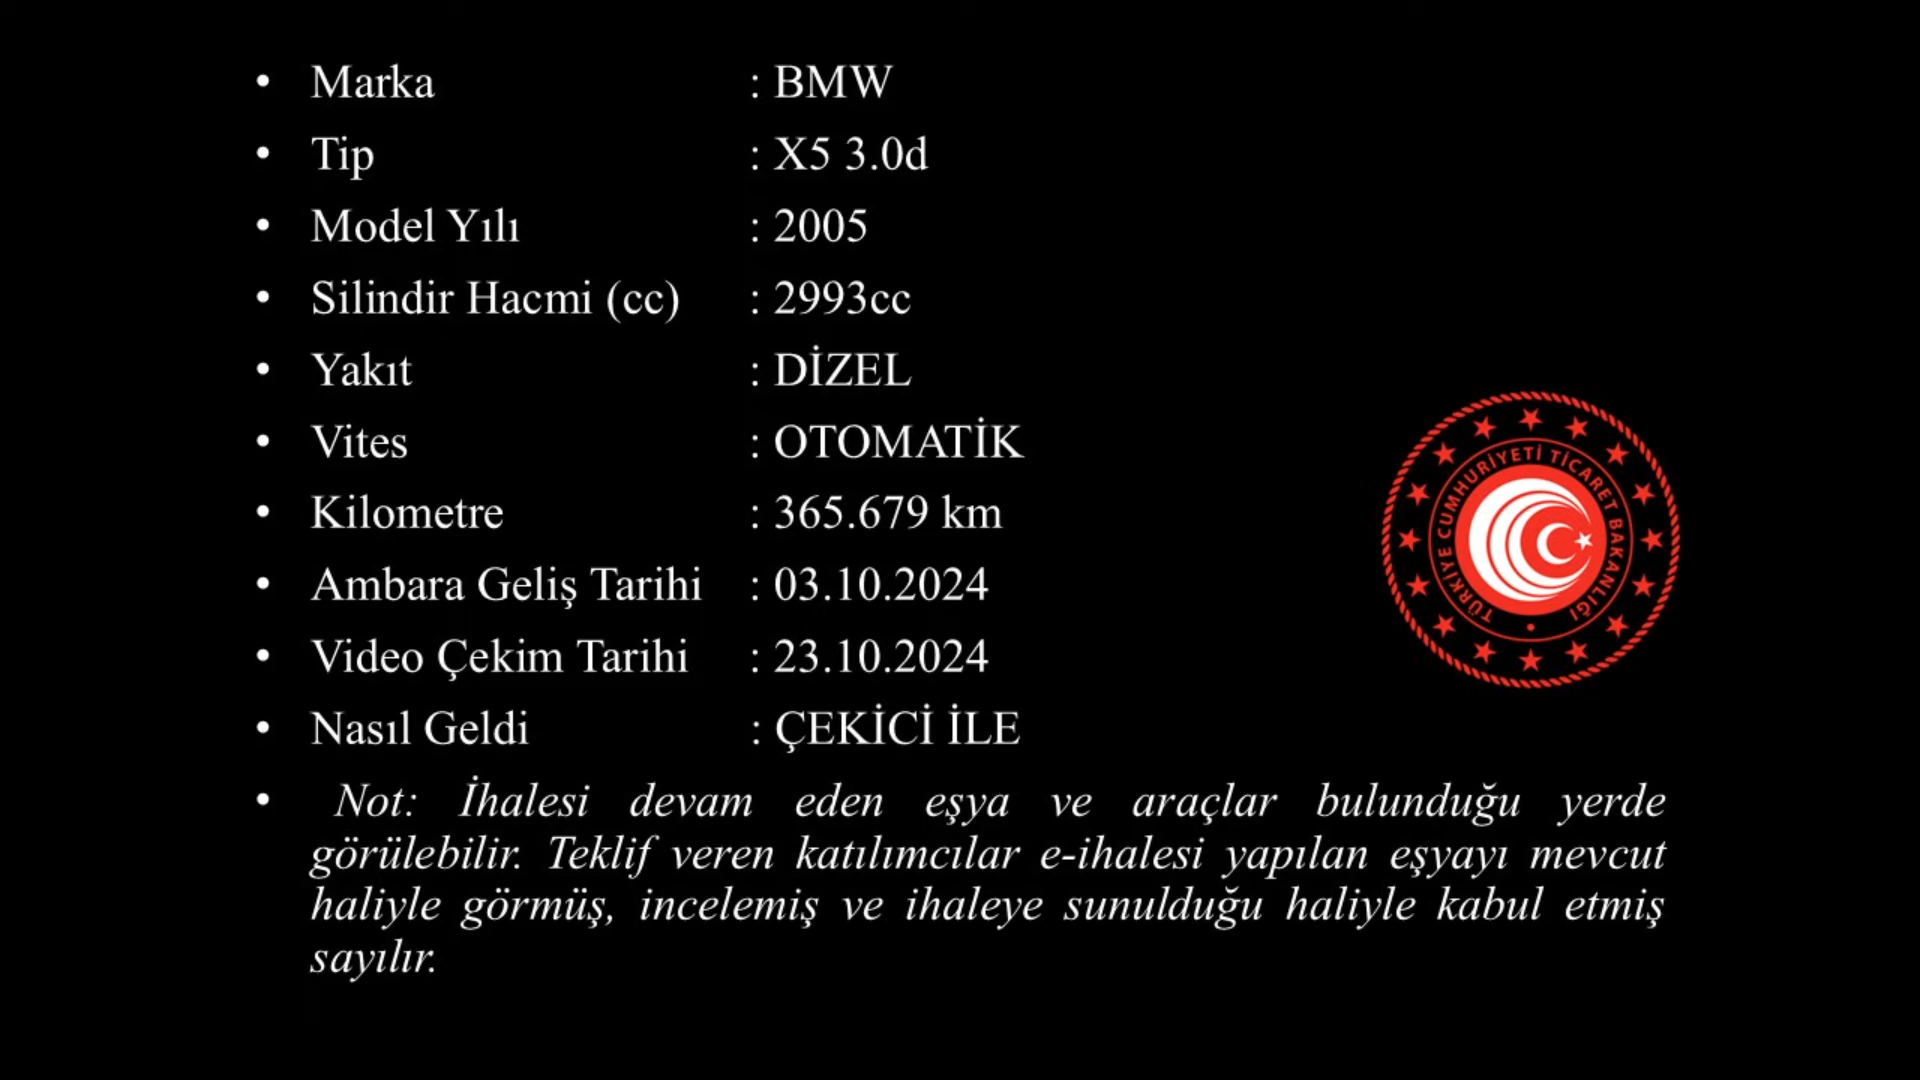 • Marka : BMW
• Tip : X5 3.0d
• Model Yılı : 2005
• Silindir Hacmi (cc) : 2993cc
• Yakıt : DİZEL
• Vites : OTOMATİK
• Kilometre : 365.679 km
• Ambara Geliş Tarihi : 03.10.2024
• Video Çekim Tarihi : 23.10.2024
• Nasıl Geldi : ÇEKİCİ İLE
• Not: İhalesi devam eden eşya ve araçlar bulunduğu yerde
görülebilir. Teklif veren katılımcılar e-ihalesi yapılan eşyayı mevcut
haliyle görmüş, incelemiş ve ihaleye sunulduğu haliyle kabul etmiş
sayılır.
TÜRKİYE CUMHURİYETİ TİCARET BAKANLIĞI